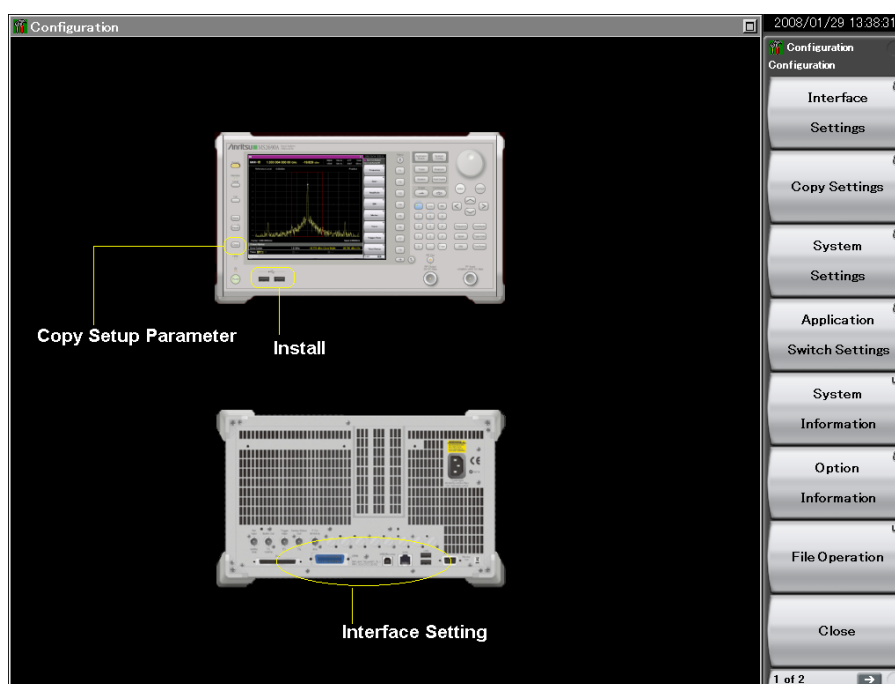 Configuration
2008/01/29 13:38:31
Configuration
Configuration
Interface
Settings
Copy Settings
System
Settings
Application
Switch Settings
System
Information
Option
Information
File Operation
Close
1 of 2
Anritsu
Copy Setup Parameter
Install
Interface Setting